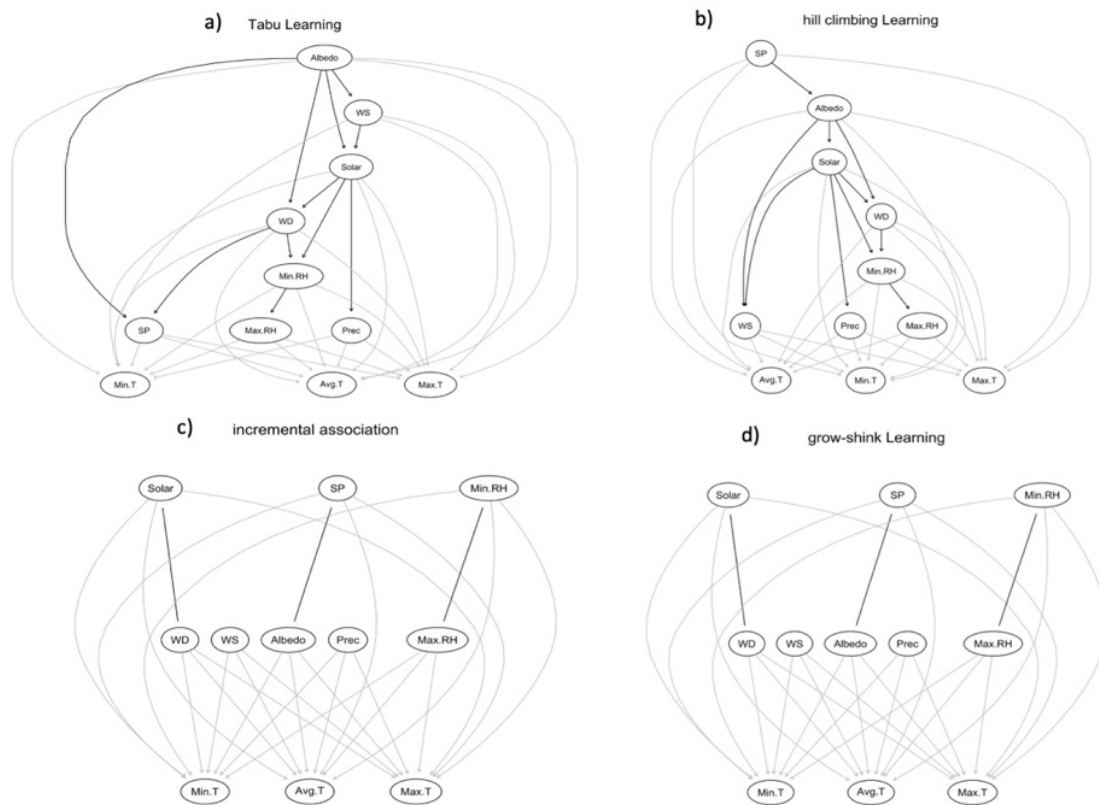 a)
Tabu Learning
Albedo
WS
Solar
WD
Min.RH
SP
Max.RH
Prec
Min.T
Avg.T
Max.T
b)
hill climbing Learning
SP
Albedo
Solar
WD
Min.RH
WS
Prec
Max.RH
Avg.T
Min.T
Max.T
c)
incremental association
Solar
SP
Min.RH
WD
WS
Albedo
Prec
Max.RH
Min.T
Avg.T
Max.T
d)
grow-shink Learning
Solar
SP
Min.RH
WD
WS
Albedo
Prec
Max.RH
Min.T
Avg.T
Max.T